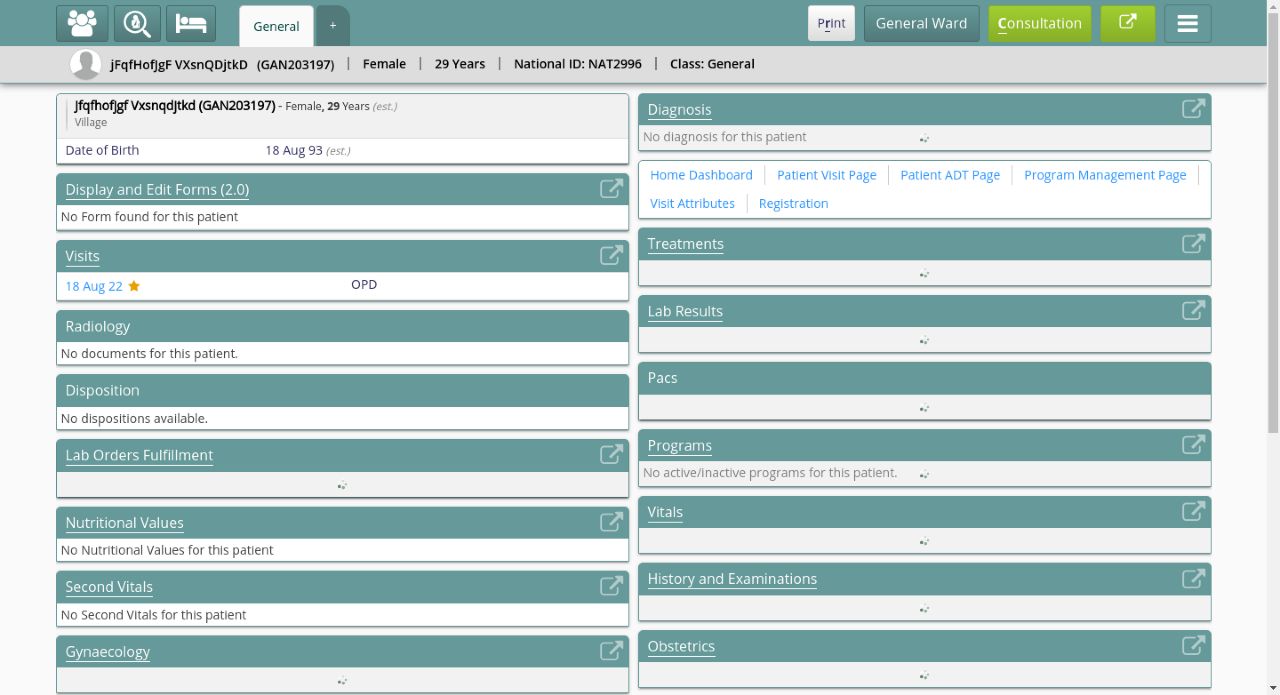 General
+
Print
General Ward
Consultation
jFqfHofJgF VXsnQDjtkD (GAN203197) | Female | 29 Years | National ID: NAT2996 | Class: General
Jfqfhofjgf Vxsnqdjtkd (GAN203197) - Female, 29 Years (est.)
Village
Date of Birth 18 Aug 93 (est.)
Display and Edit Forms (2.0)
No Form found for this patient
Visits
18 Aug 22 OPD
Radiology
No documents for this patient.
Disposition
No dispositions available.
Lab Orders Fulfillment
Nutritional Values
No Nutritional Values for this patient
Second Vitals
No Second Vitals for this patient
Gynaecology
Diagnosis
No diagnosis for this patient
Home Dashboard | Patient Visit Page | Patient ADT Page | Program Management Page |
Visit Attributes | Registration
Treatments
Lab Results
Pacs
Programs
No active/inactive programs for this patient.
Vitals
History and Examinations
Obstetrics